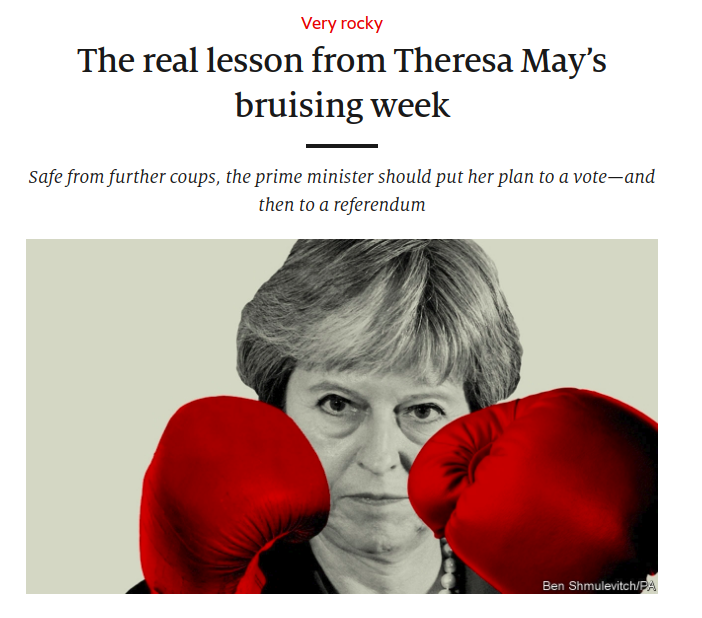 Very rocky
The real lesson from Theresa May’s
bruising week
Safe from further coups, the prime minister should put her plan to a vote—and
then to a referendum
Ben Shmulevitch/PA